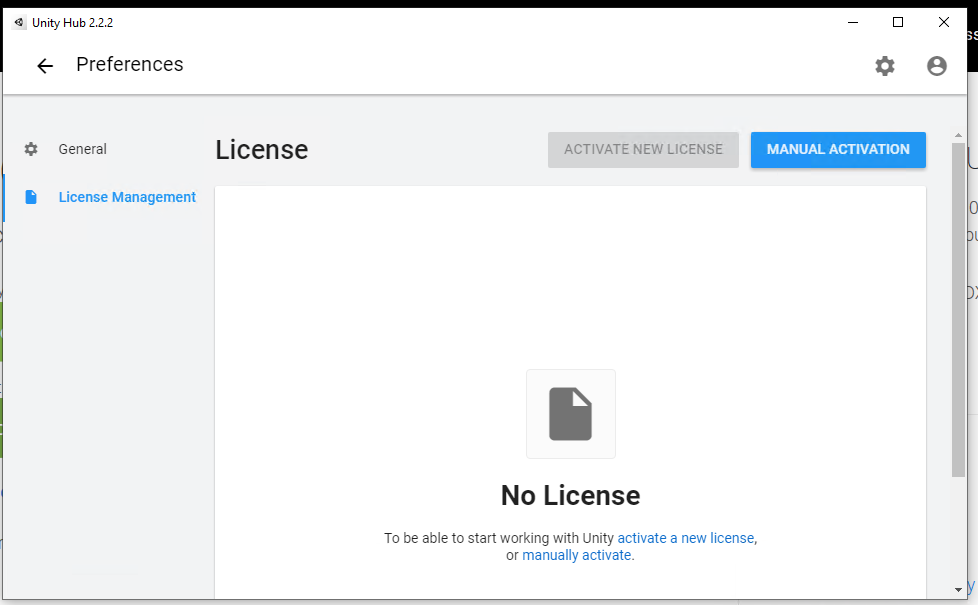 Unity Hub 2.2.2
Preferences
General
License Management
License
ACTIVATE NEW LICENSE
MANUAL ACTIVATION
No License
To be able to start working with Unity activate a new license,
or manually activate.